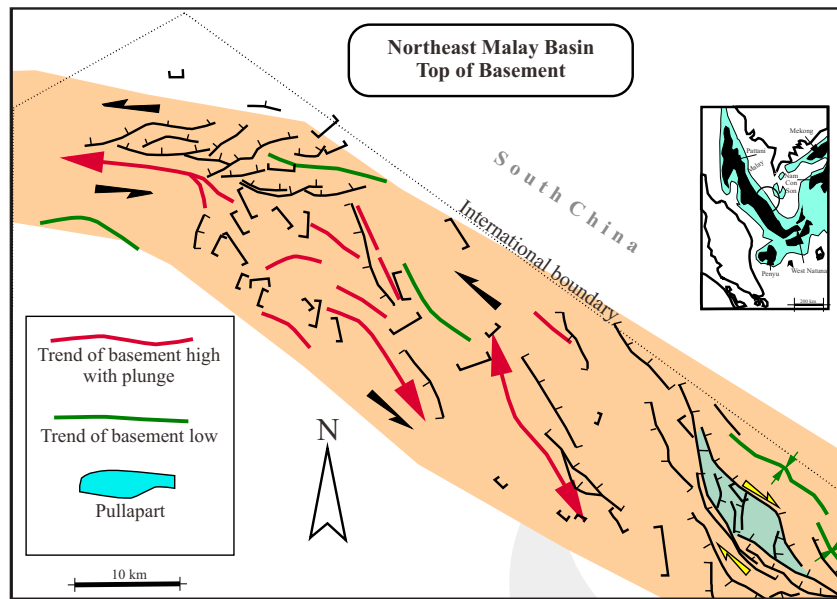 Northeast Malay Basin
Top of Basement
South China
International boundary
Mekong
Pattani
Malay
Nam
Con
Son
West Natuna
Penyu
200 km
Trend of basement high
with plunge
Trend of basement low
Pullapart
N
10 km